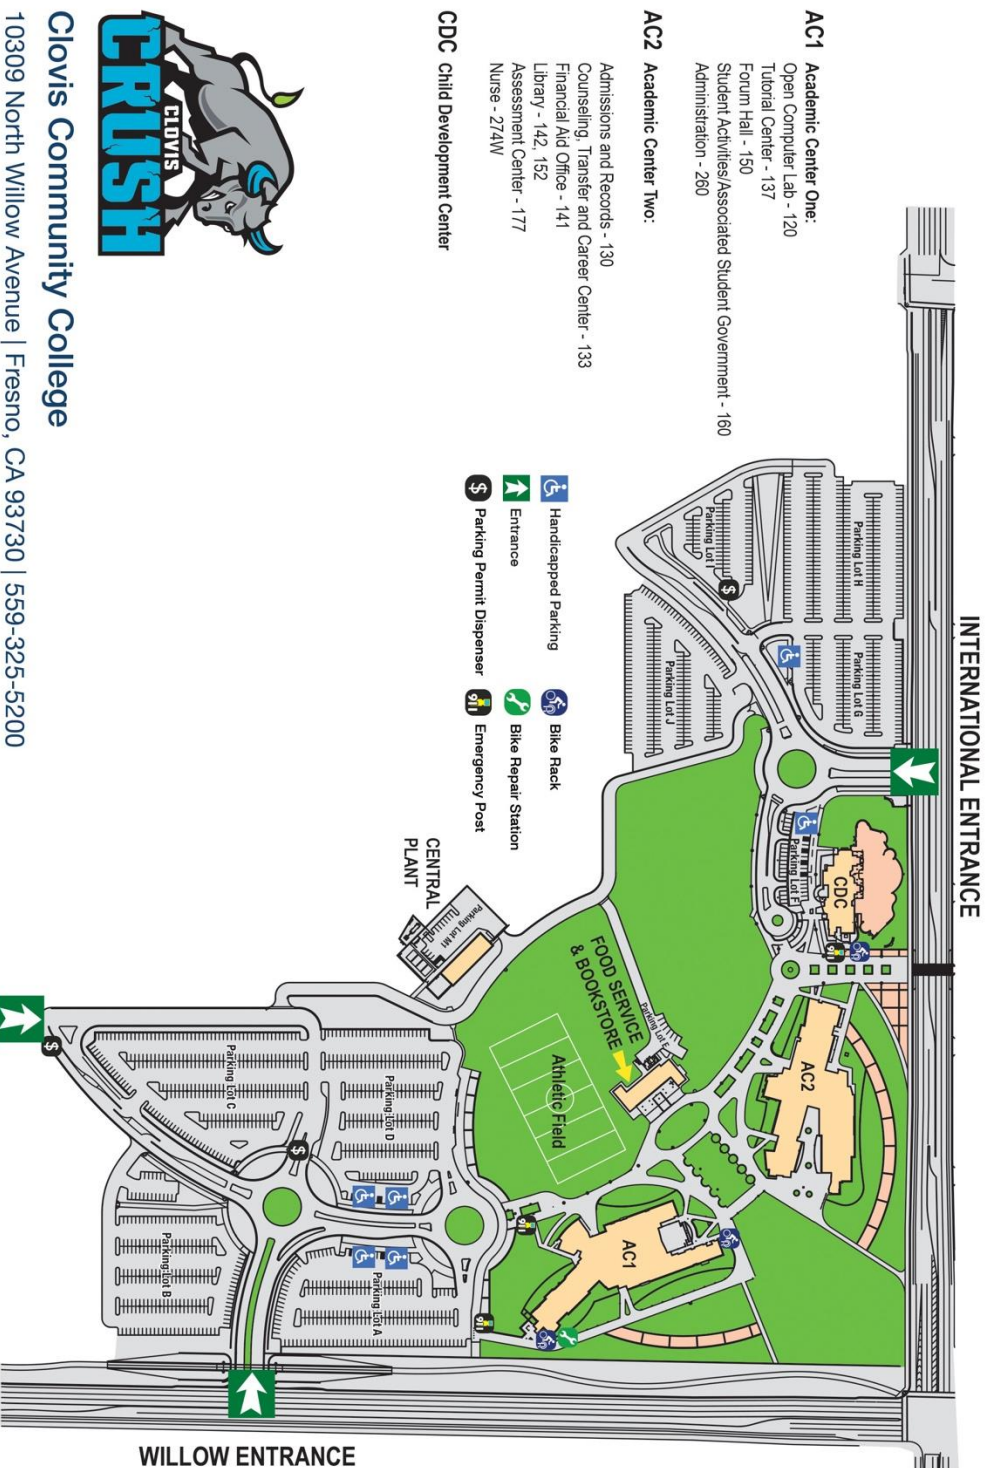 AC1 Academic Center One:
Open Computer Lab - 120
Tutorial Center - 137
Forum Hall - 150
Student Activities/Associated Student Government - 160
Administration - 260
AC2 Academic Center Two:
Admissions and Records - 130
Counseling, Transfer and Career Center - 133
Financial Aid Office - 141
Library - 142, 152
Assessment Center - 177
Nurse - 274W
CDC Child Development Center
CLOVIS
CRUSH
Clovis Community College
10309 North Willow Avenue | Fresno, CA 93730 | 559-325-5200
Handicapped Parking
Entrance
$ Parking Permit Dispenser
Bike Rack
Bike Repair Station
911 Emergency Post
INTERNATIONAL ENTRANCE
Parking Lot H
Parking Lot I
$
Parking Lot G
Parking Lot J
Parking Lot F
CDC
911
AC2
FOOD SERVICE
& BOOKSTORE
Parking Lot E
Athletic Field
CENTRAL
PLANT
Parking Lot M1
AC1
911
911
Parking Lot C
Parking Lot D
$
$
Parking Lot B
Parking Lot A
WILLOW ENTRANCE